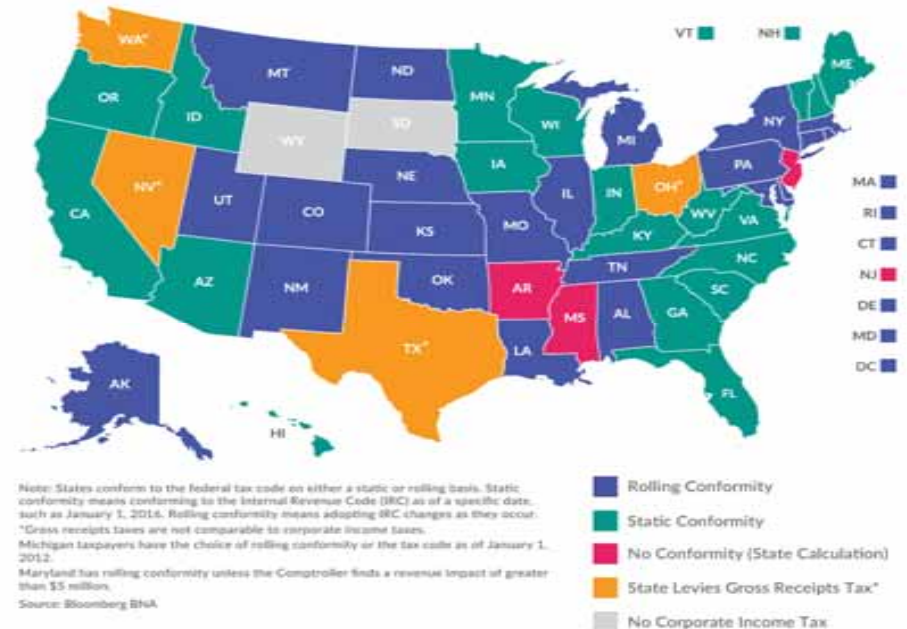 VT
NH
WA*
MT
ND
MN
ME
OR
ID
WY
SD
WI
MI
NY
NV*
UT
CO
NE
IA
IL
IN
OH*
PA
WV
VA
CA
KS
MO
KY
NC
AZ
NM
OK
AR
TN
SC
TX*
LA
MS
AL
GA
FL
AK
HI
MA
RI
CT
NJ
DE
MD
DC
Note: States conform to the federal tax code on either a static or rolling basis. Static
conformity means conforming to the Internal Revenue Code (IRC) as of a specific date,
such as January 1, 2016. Rolling conformity means adopting IRC changes as they occur.
*Gross receipts taxes are not comparable to corporate income taxes.
Michigan taxpayers have the choice of rolling conformity or the tax code as of January 1,
2012.
Maryland has rolling conformity unless the Comptroller finds a revenue impact of greater
than $5 million.
Source: Bloomberg BNA
Rolling Conformity
Static Conformity
No Conformity (State Calculation)
State Levies Gross Receipts Tax*
No Corporate Income Tax